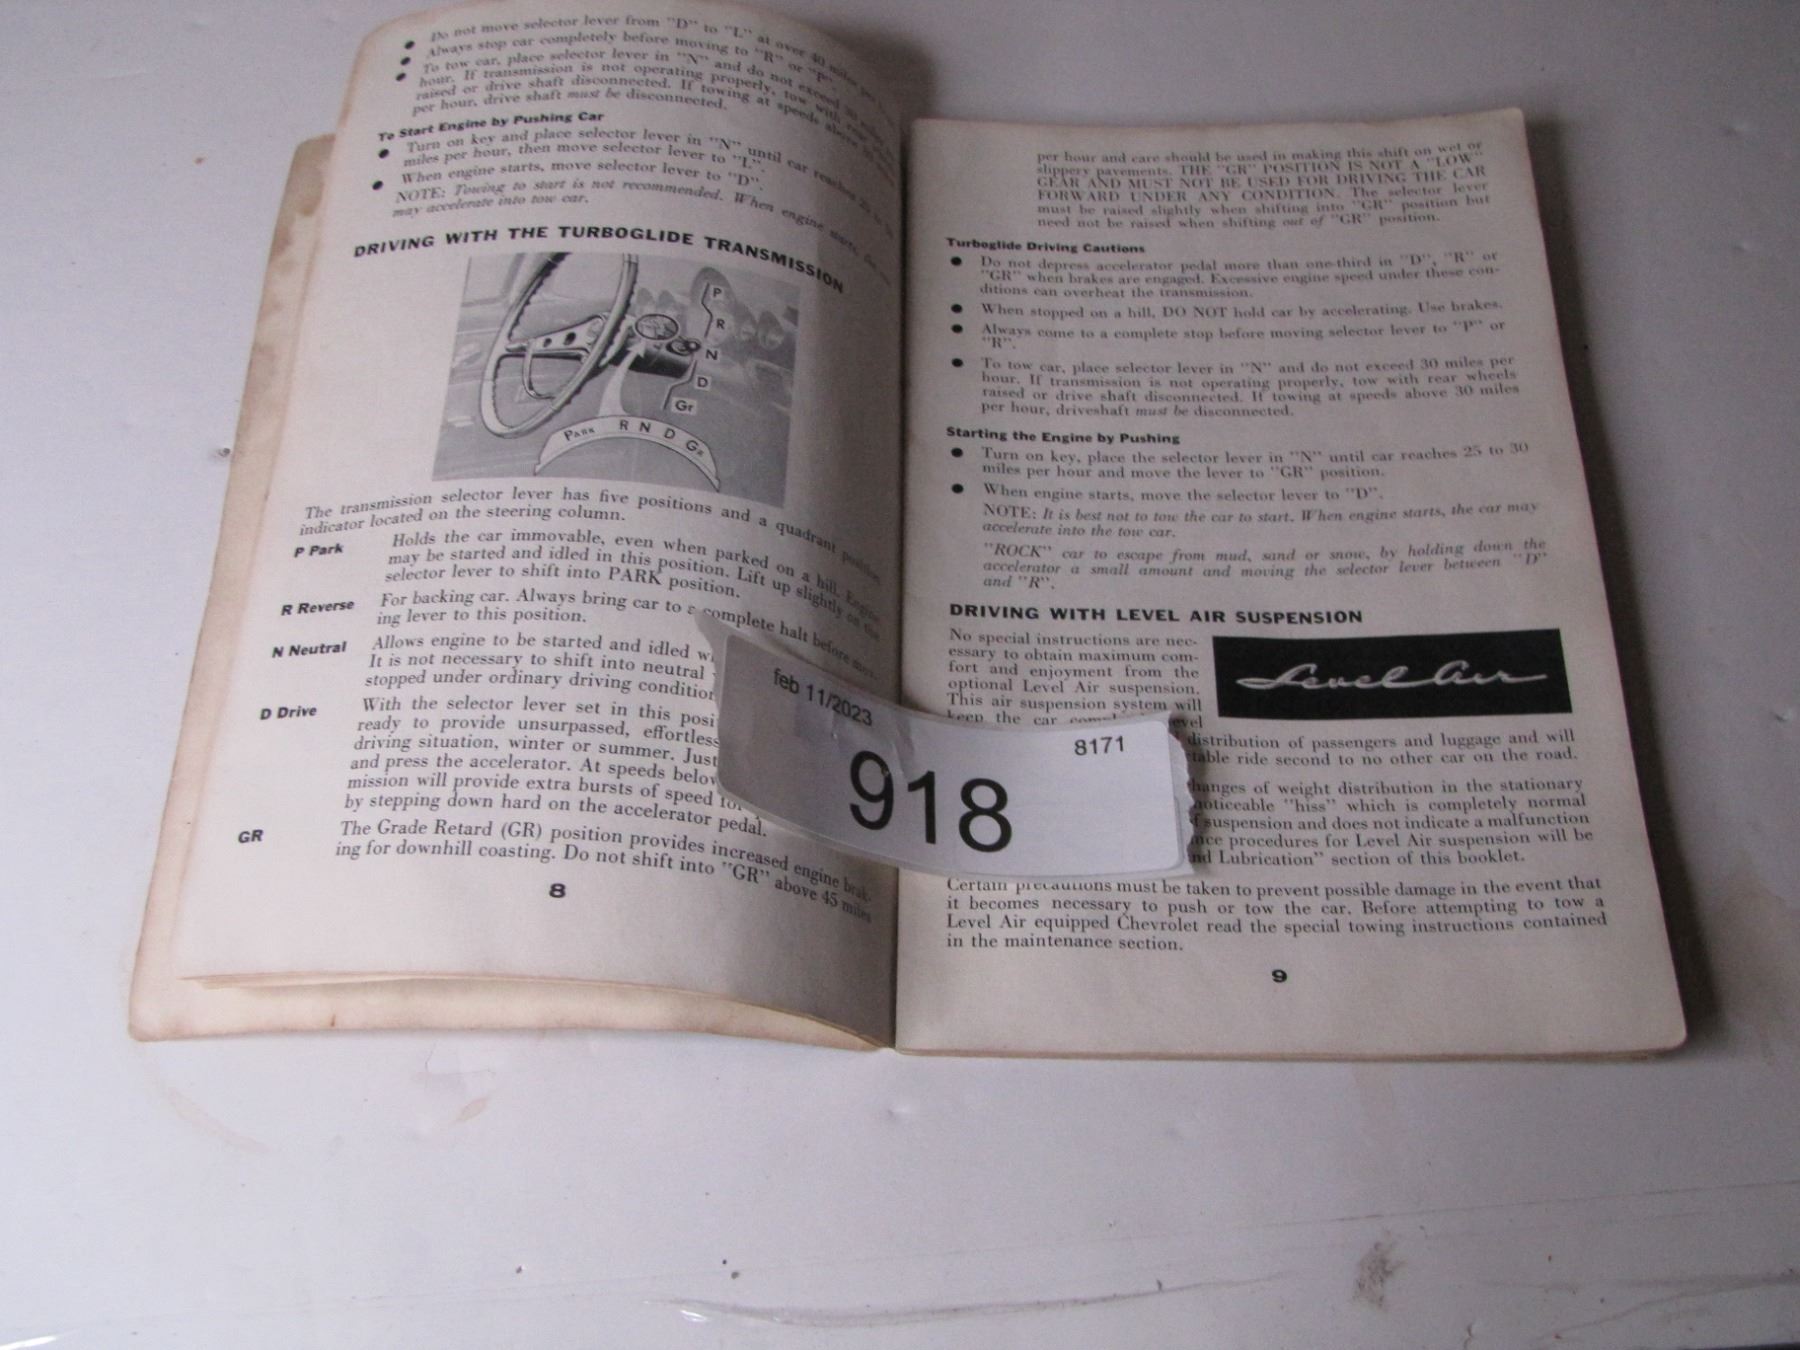 Do not move selector lever from "D" to "L" at over 40 miles per
Always stop car completely before moving to "R" or "P".
To tow car, place selector lever in "N" and do not exceed 30 miles
hour. If transmission is not operating properly, tow with rear
raised or drive shaft disconnected. If towing at speeds above
per hour, drive shaft must be disconnected.
To Start Engine by Pushing Car
Turn on key and place selector lever in "N" until car reaches 25 to
miles per hour, then move selector lever to "L".
When engine starts, move selector lever to "D".
NOTE: Towing to start is not recommended. When engine starts, the car
may accelerate into tow car.
DRIVING WITH THE TURBOGLIDE TRANSMISSION
P
R
N
D
Gr
PARK R N D GR
The transmission selector lever has five positions and a quadrant position
indicator located on the steering column.
P Park Holds the car immovable, even when parked on a hill. Engine
may be started and idled in this position. Lift up slightly on the
selector lever to shift into PARK position.
R Reverse For backing car. Always bring car to a complete halt before mov-
ing lever to this position.
N Neutral Allows engine to be started and idled
It is not necessary to shift into neutral
stopped under ordinary driving condition
D Drive With the selector lever set in this posi
ready to provide unsurpassed, effortless
driving situation, winter or summer. Just
and press the accelerator. At speeds below
mission will provide extra bursts of speed
by stepping down hard on the accelerator pedal.
GR The Grade Retard (GR) position provides increased engine brak-
ing for downhill coasting. Do not shift into "GR" above 45 miles
8
per hour and care should be used in making this shift on wet or
slippery pavements. THE "GR" POSITION IS NOT A "LOW"
GEAR AND MUST NOT BE USED FOR DRIVING THE CAR
FORWARD UNDER ANY CONDITION. The selector lever
must be raised slightly when shifting into "GR" position but
need not be raised when shifting out of "GR" position.
Turboglide Driving Cautions
Do not depress accelerator pedal more than one-third in "D", "R" or
"GR" when brakes are engaged. Excessive engine speed under these con-
ditions can overheat the transmission.
When stopped on a hill, DO NOT hold car by accelerating. Use brakes.
Always come to a complete stop before moving selector lever to "P" or
"R".
To tow car, place selector lever in "N" and do not exceed 30 miles per
hour. If transmission is not operating properly, tow with rear wheels
raised or drive shaft disconnected. If towing at speeds above 30 miles
per hour, driveshaft must be disconnected.
Starting the Engine by Pushing
Turn on key, place the selector lever in "N" until car reaches 25 to 30
miles per hour and move the lever to "GR" position.
When engine starts, move the selector lever to "D".
NOTE: It is best not to tow the car to start. When engine starts, the car may
accelerate into the tow car.
"ROCK" car to escape from mud, sand or snow, by holding down the
accelerator a small amount and moving the selector lever between "D"
and "R".
DRIVING WITH LEVEL AIR SUSPENSION
No special instructions are nec-
essary to obtain maximum com-
fort and enjoyment from the
optional Level Air suspension.
This air suspension system will
keep the car
Level Air
distribution of passengers and luggage and will
ride second to no other car on the road.
of weight distribution in the stationary
noticeable "hiss" which is completely normal
suspension and does not indicate a malfunction
procedures for Level Air suspension will be
Lubrication" section of this booklet.
Certain precautions must be taken to prevent possible damage in the event that
it becomes necessary to push or tow the car. Before attempting to tow a
Level Air equipped Chevrolet read the special towing instructions contained
in the maintenance section.
9
feb 11/2023
8171
918